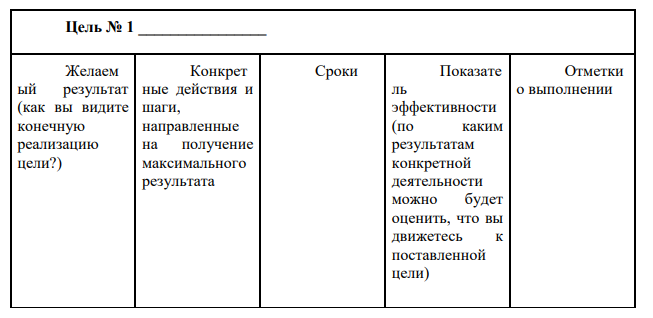 Цель № 1 ________________
Желаем
ый результат
(как вы видите
конечную
реализацию
цели?)
Конкрет
ные действия и
шаги,
направленные
на получение
максимального
результата
Сроки
Показате
ль
эффективности
(по каким
результатам
конкретной
деятельности
можно будет
оценить, что вы
движетесь к
поставленной
цели)
Отметки
о выполнении